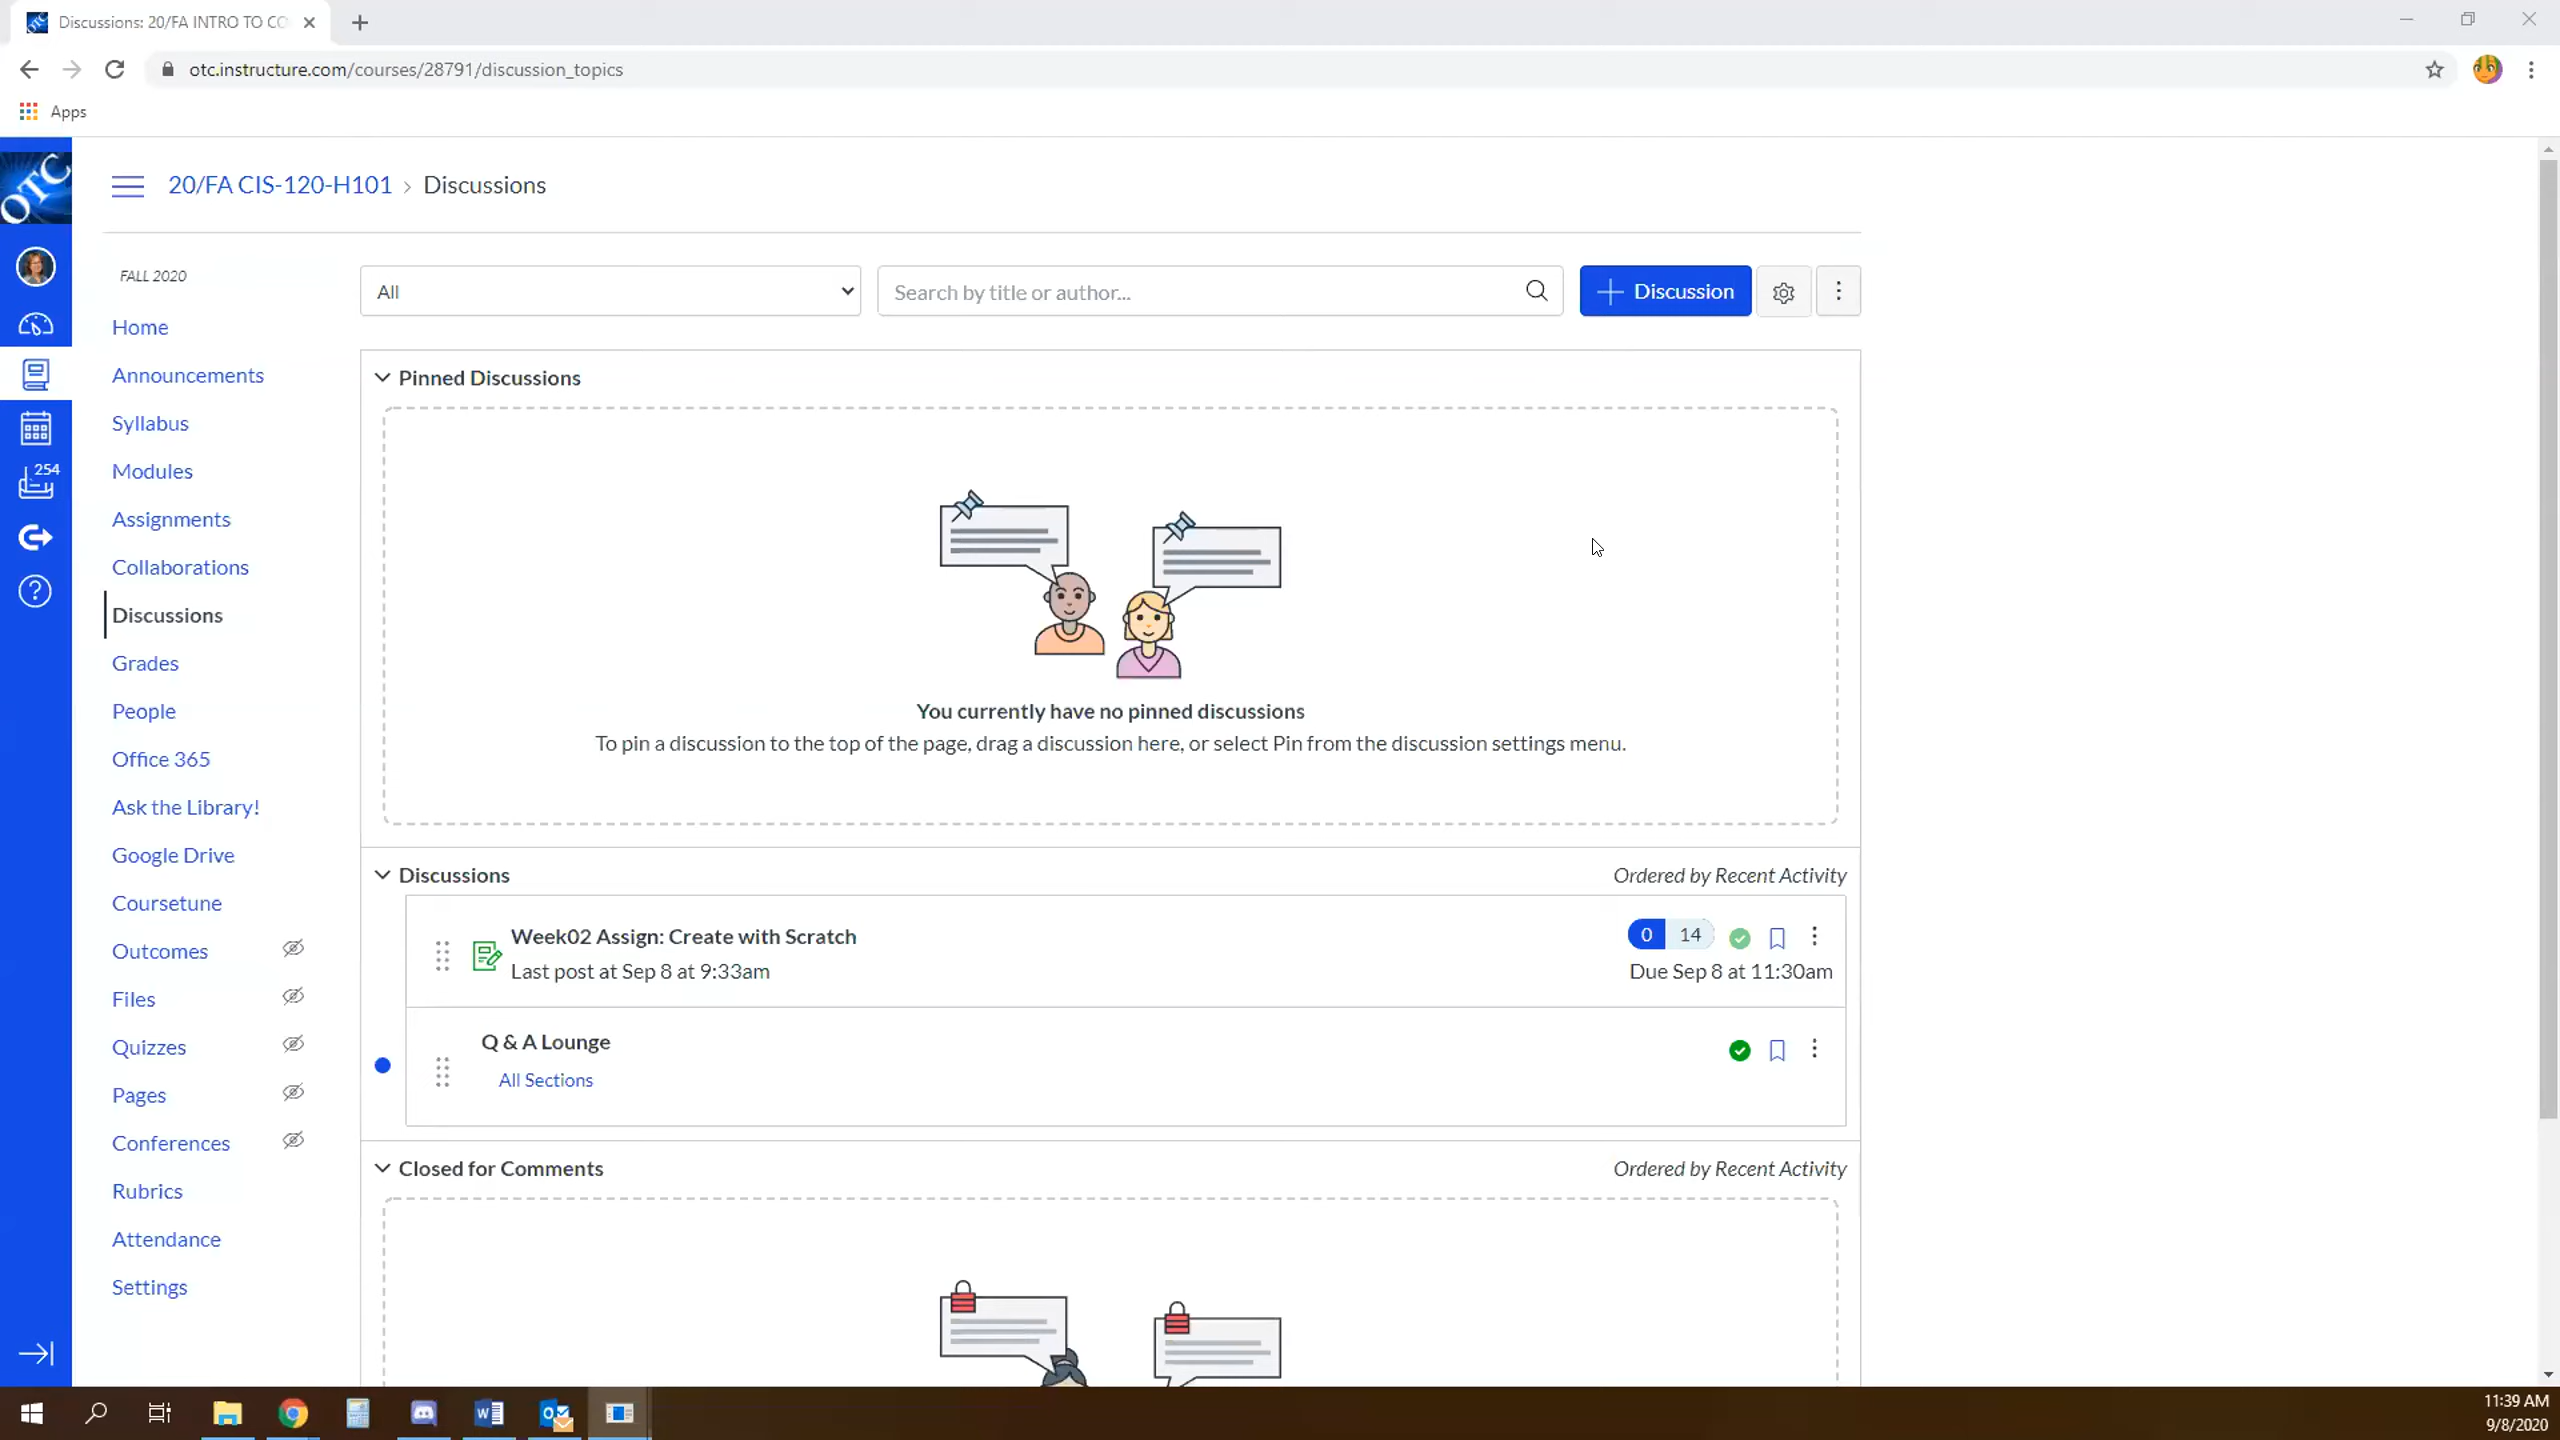 Discussions: 20/FA INTRO TO CO
otc.instructure.com/courses/28791/discussion_topics
Apps
OTC
20/FA CIS-120-H101 › Discussions
FALL 2020
Home
Announcements
Syllabus
Modules
254
Assignments
Collaborations
Discussions
Grades
People
Office 365
Ask the Library!
Google Drive
Coursetune
Outcomes
Files
Quizzes
Pages
Conferences
Rubrics
Attendance
Settings
All
Search by title or author...
Discussion
Pinned Discussions
You currently have no pinned discussions
To pin a discussion to the top of the page, drag a discussion here, or select Pin from the discussion settings menu.
Discussions
Ordered by Recent Activity
Week02 Assign: Create with Scratch
0 14
Last post at Sep 8 at 9:33am
Due Sep 8 at 11:30am
Q & A Lounge
All Sections
Closed for Comments
Ordered by Recent Activity
11:39 AM
9/8/2020